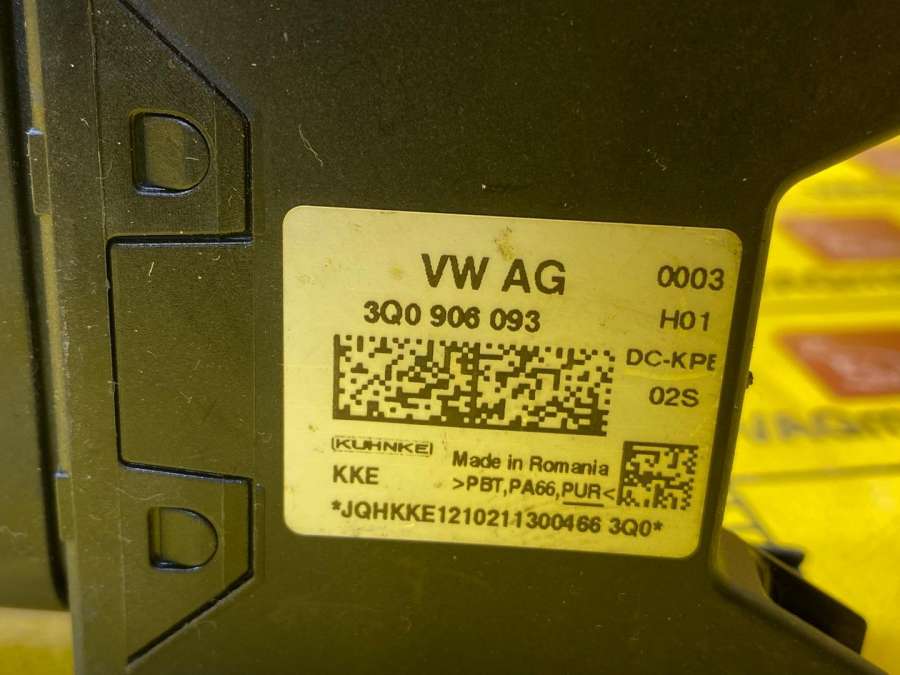 VW AG
0003
3Q0 906 093
H01
DC-KPE
02S
KUHNKE
KKE
Made in Romania
>PBT,PA66,PUR<
*JQHKKE1210211300466 3Q0*